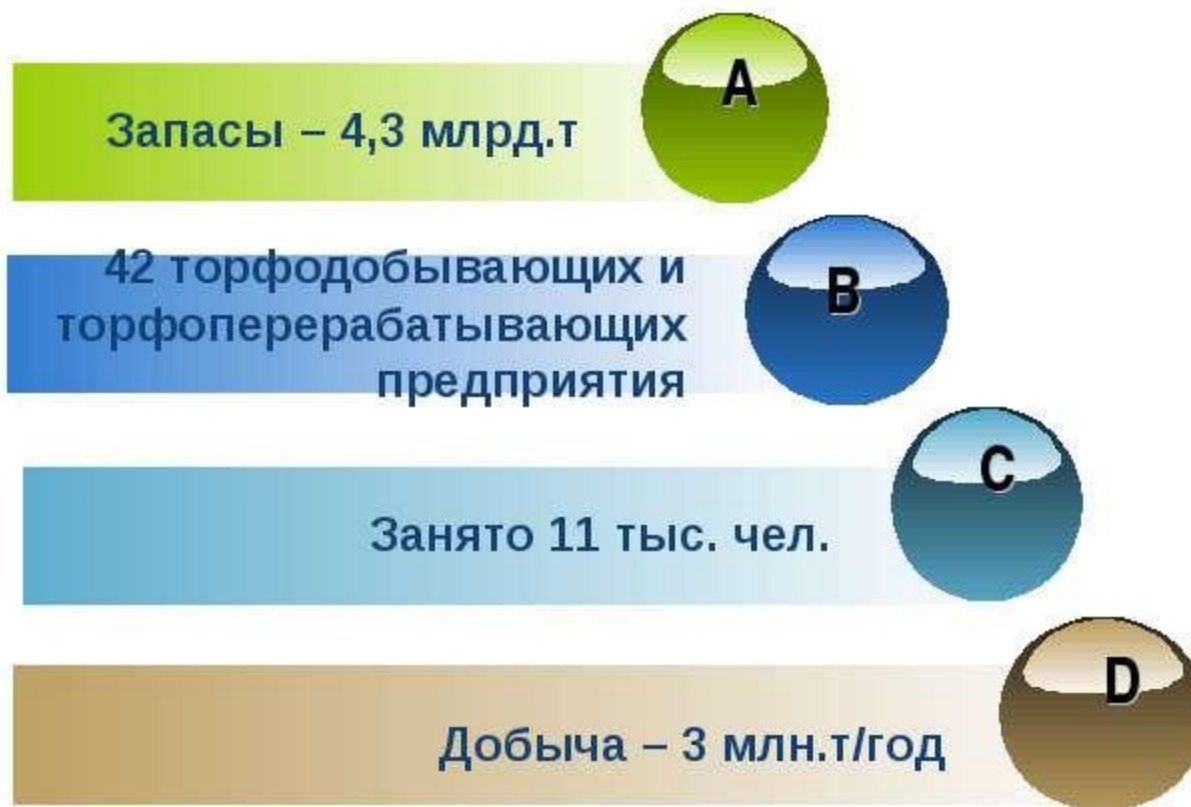 A
Запасы – 4,3 млрд.т
B
42 торфодобывающих и
торфоперерабатывающих
предприятия
C
Занято 11 тыс. чел.
D
Добыча – 3 млн.т/год